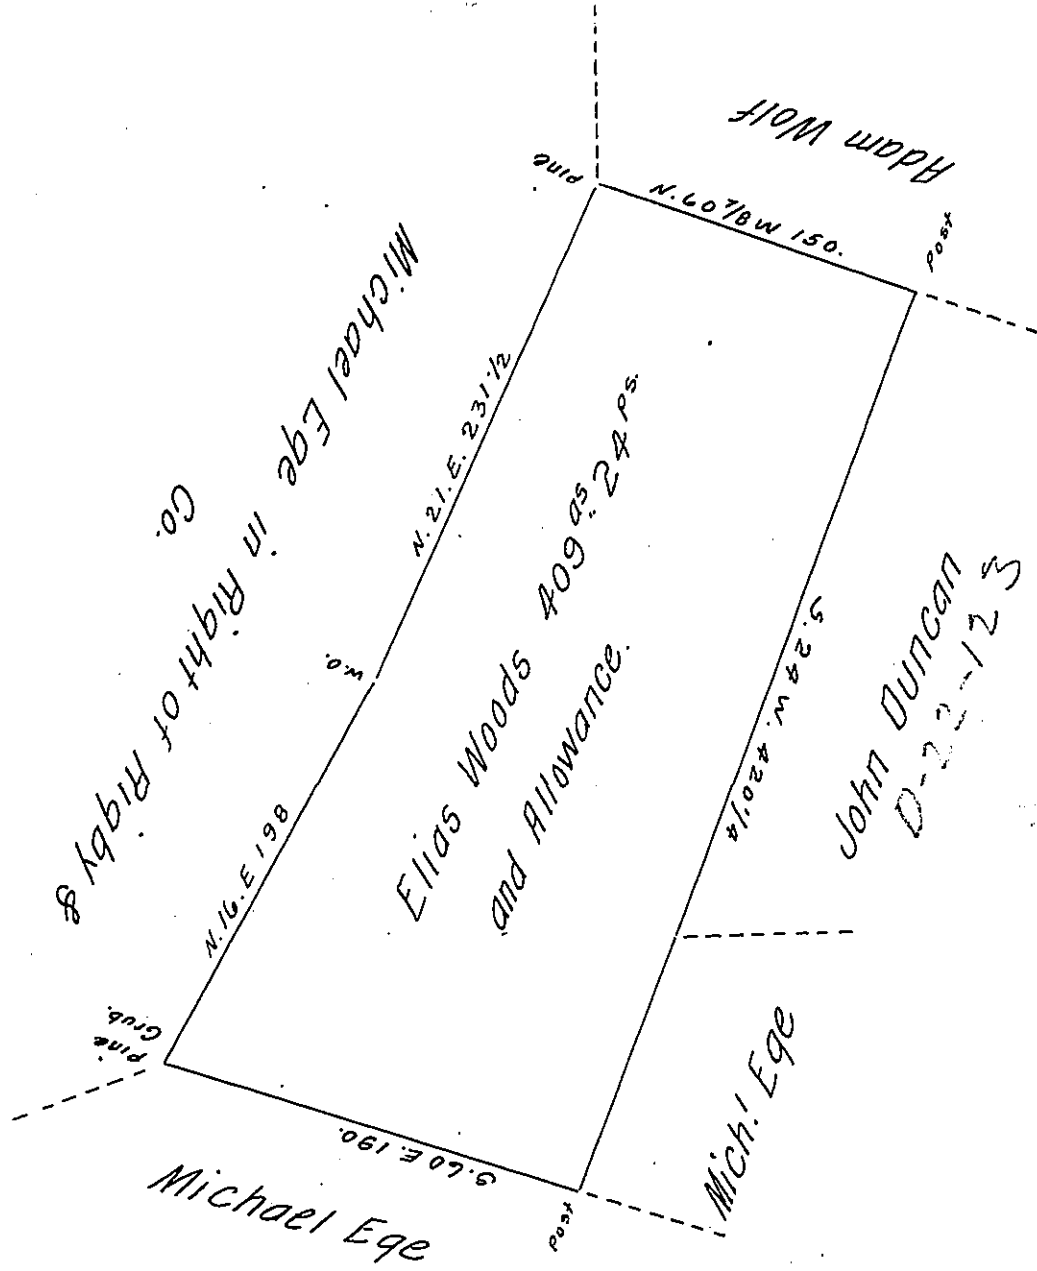 Adam Wolf
Pine
N. 60 7/8 W 150.
Post
Michael Ege in Right of Rigby &
Co.
N. 21. E. 231 1/2
W.O.
N. 16. E 198
Elias Woods 409 as. 24 ps.
and Allowance.
S. 24 W. 420 1/4
John Duncan
D-22-123
Pine
Grub.
S. 60 E. 190.
Michael Ege
Post
Mich.l Ege